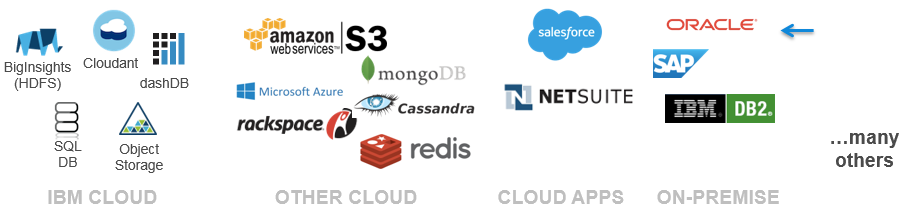 BigInsights
(HDFS)
Cloudant
dashDB
SQL
DB
Object
Storage
IBM CLOUD
amazon
web services™
S3
mongoDB
Microsoft Azure
Cassandra
rackspace
redis
OTHER CLOUD
salesforce
NETSUITE
CLOUD APPS
ORACLE
SAP
IBM
DB2®
ON-PREMISE
…many
others